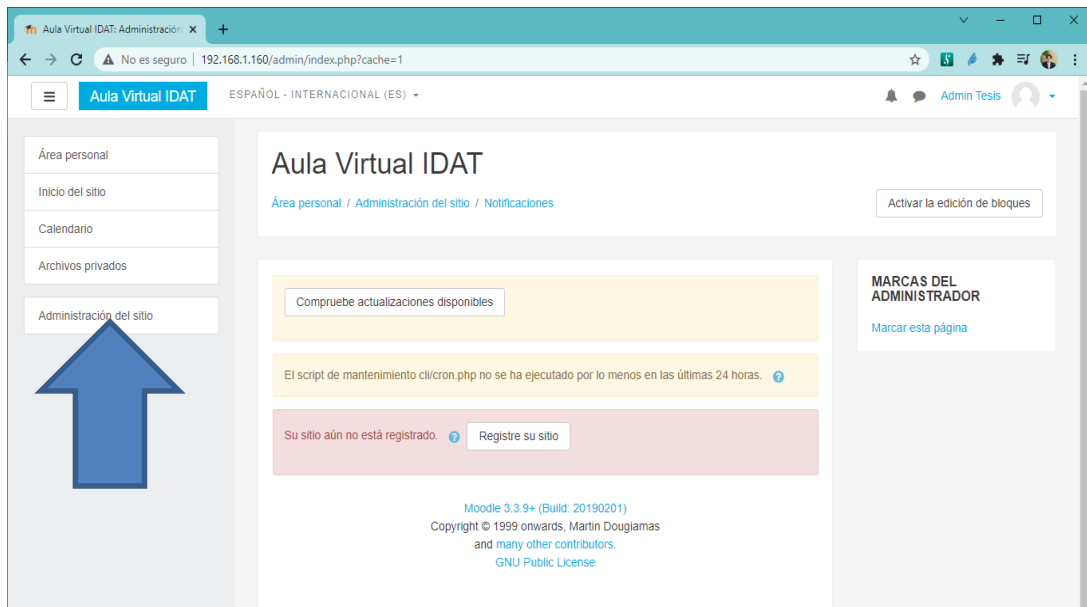 Aula Virtual IDAT: Administración
No es seguro | 192.168.1.160/admin/index.php?cache=1
Aula Virtual IDAT
ESPAÑOL - INTERNACIONAL (ES)
Admin Tesis
Área personal
Inicio del sitio
Calendario
Archivos privados
Administración del sitio
Aula Virtual IDAT
Área personal / Administración del sitio / Notificaciones
Activar la edición de bloques
Compruebe actualizaciones disponibles
El script de mantenimiento cli/cron.php no se ha ejecutado por lo menos en las últimas 24 horas.
Su sitio aún no está registrado.
Registre su sitio
Moodle 3.3.9+ (Build: 20190201)
Copyright © 1999 onwards, Martin Dougiamas
and many other contributors.
GNU Public License
MARCAS DEL
ADMINISTRADOR
Marcar esta página